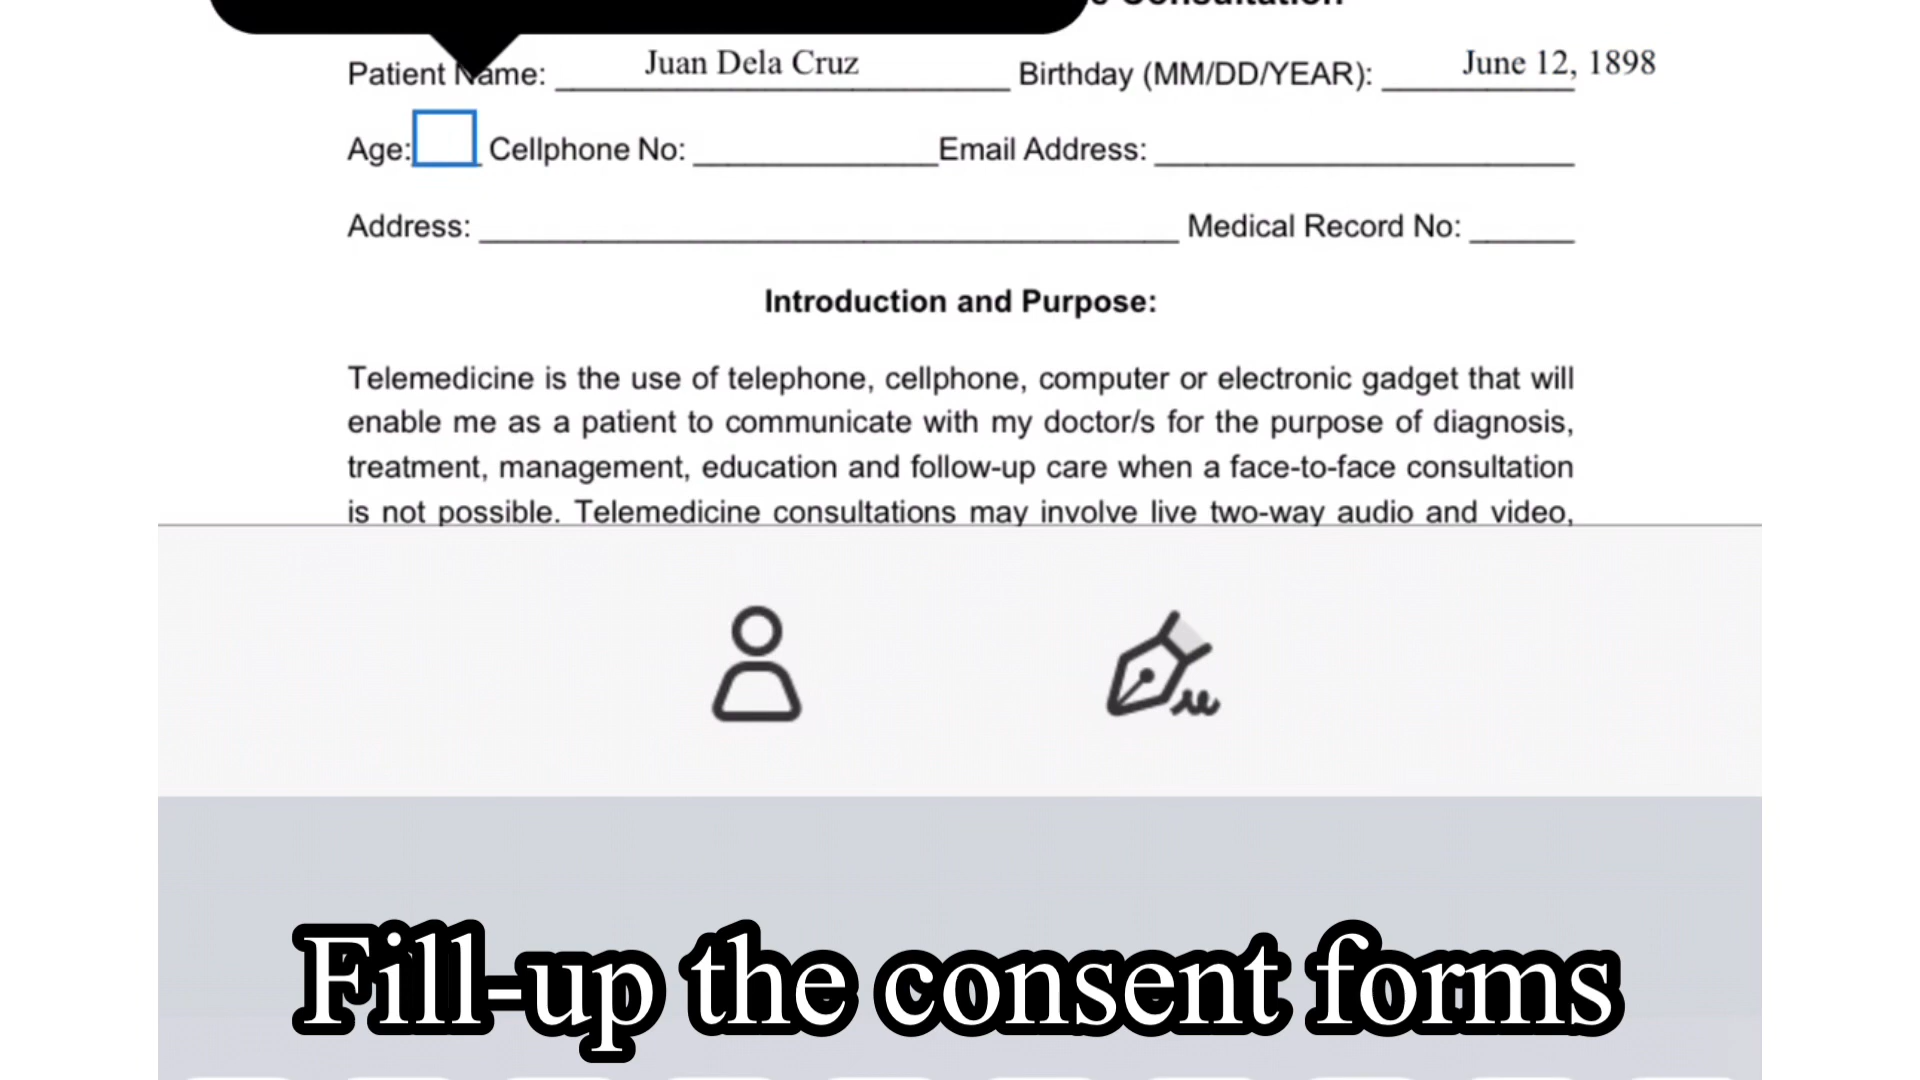 Consultation
Patient Name: Juan Dela Cruz Birthday (MM/DD/YEAR): June 12, 1898
Age: Cellphone No: Email Address:
Address: Medical Record No:
Introduction and Purpose:
Telemedicine is the use of telephone, cellphone, computer or electronic gadget that will
enable me as a patient to communicate with my doctor/s for the purpose of diagnosis,
treatment, management, education and follow-up care when a face-to-face consultation
is not possible. Telemedicine consultations may involve live two-way audio and video,
Fill-up the consent forms